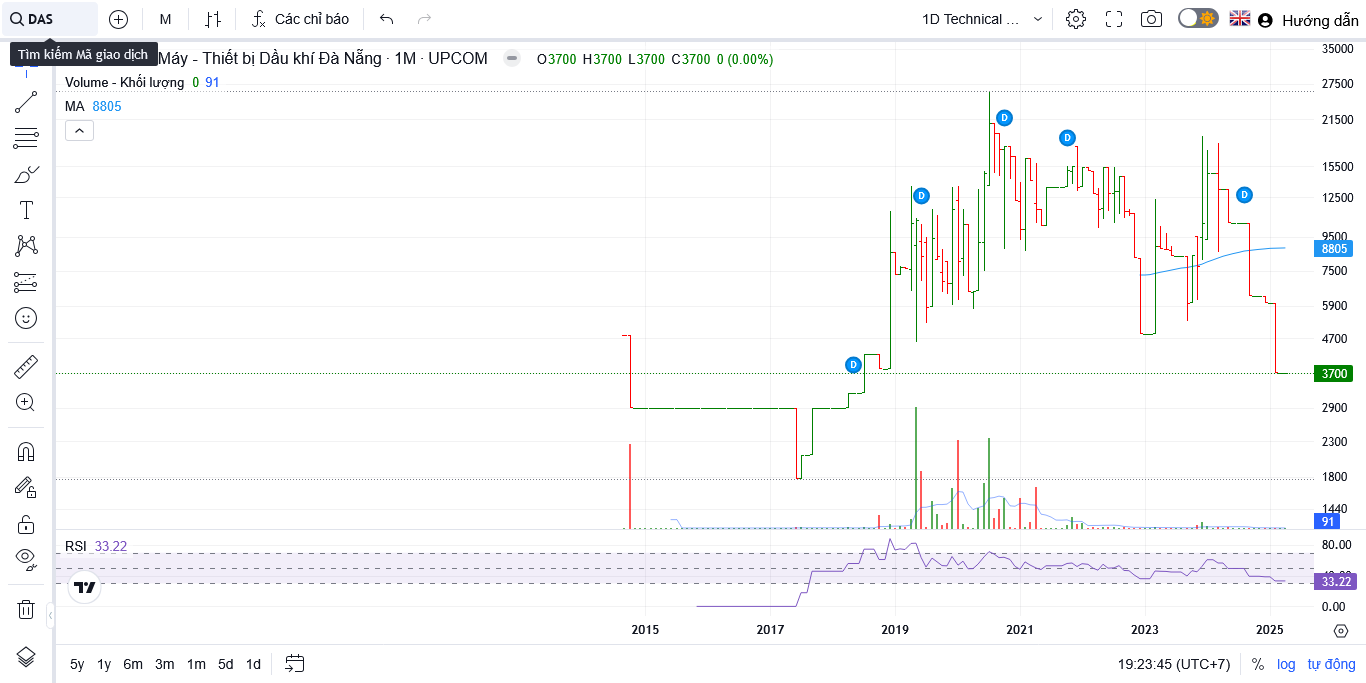 DAS
M
Các chỉ báo
1D Technical ...
Hướng dẫn
Tìm kiếm Mã giao dịch
Máy - Thiết bị Dầu khí Đà Nẵng · 1M · UPCOM
O3700 H3700 L3700 C3700 0 (0.00%)
Volume - Khối lượng 0 91
MA 8805
D
D
D
D
D
35000
27500
21500
15500
12500
9500
8805
7500
5900
4700
3700
2900
2300
1800
1440
91
RSI 33.22
80.00
33.22
0.00
2015 2017 2019 2021 2023 2025
5y 1y 6m 3m 1m 5d 1d
19:23:45 (UTC+7) % log tự động